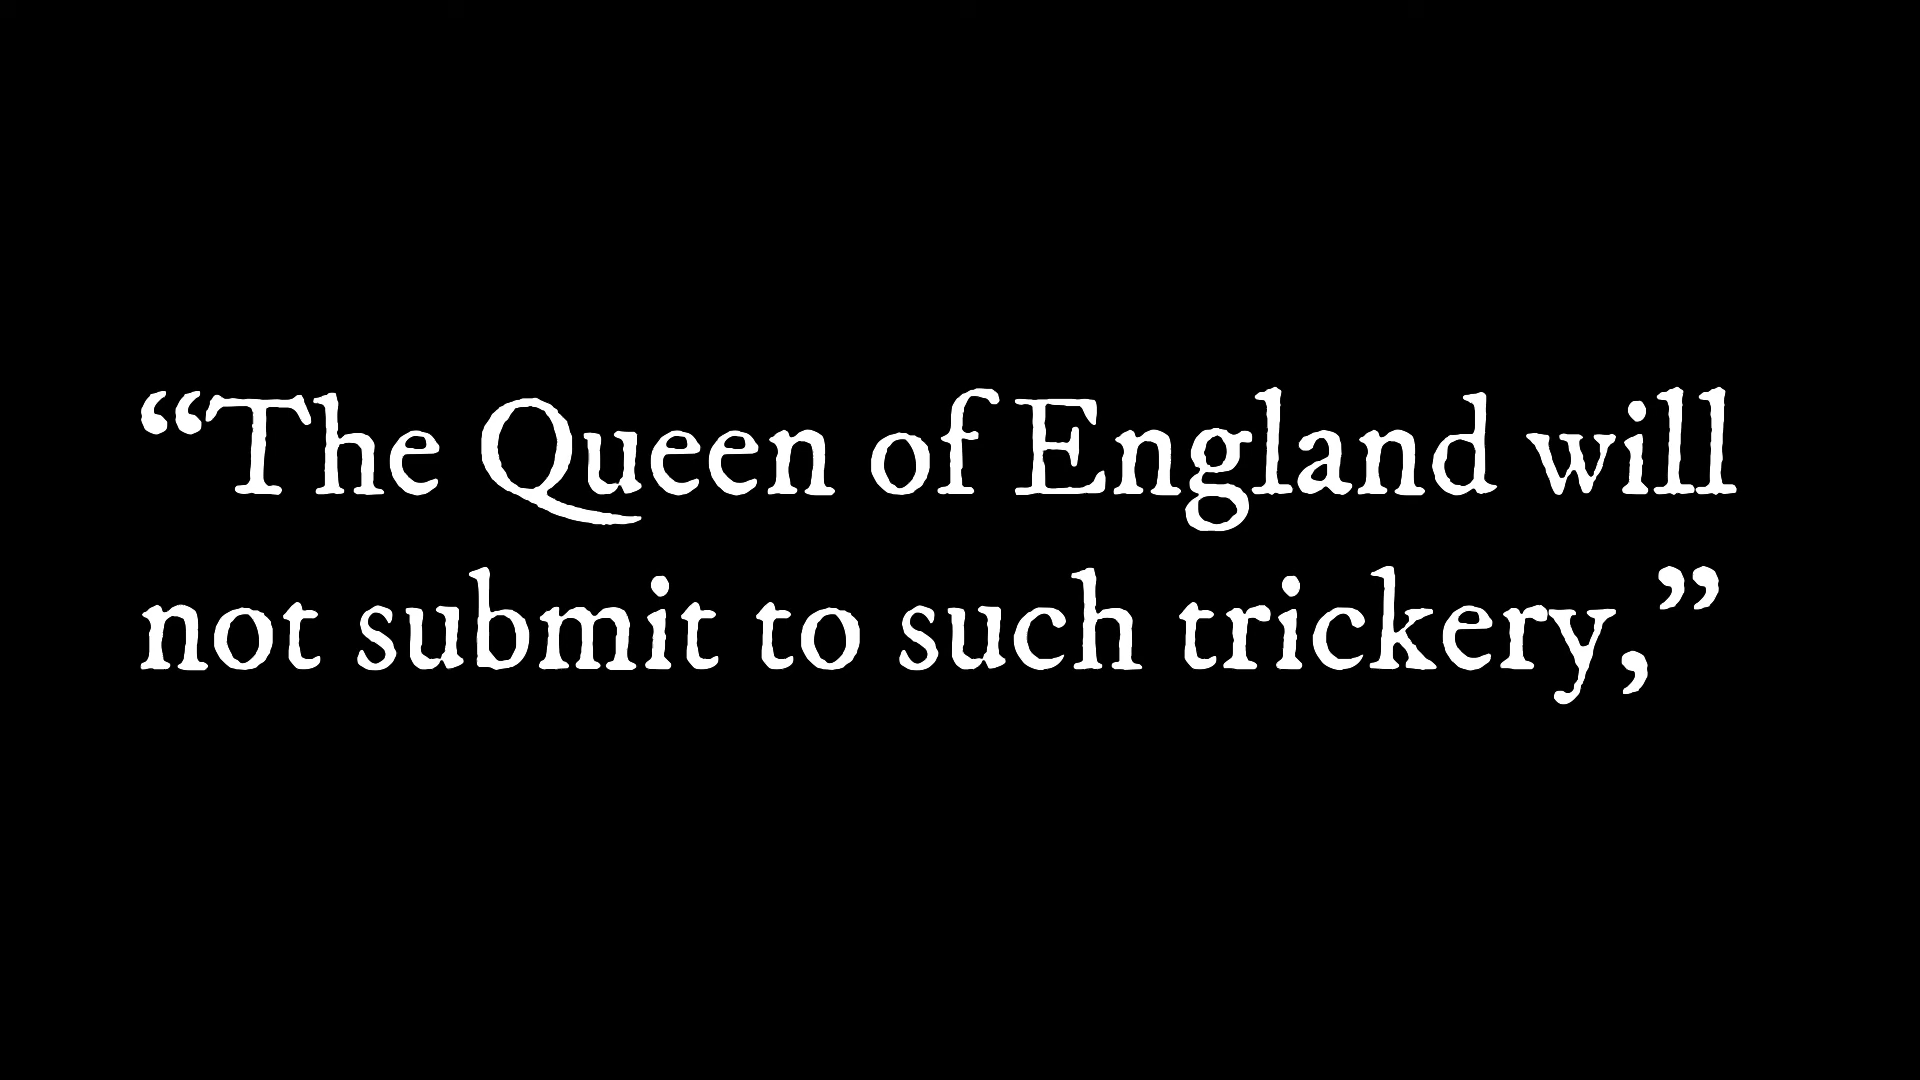 “The Queen of England will
not submit to such trickery,”